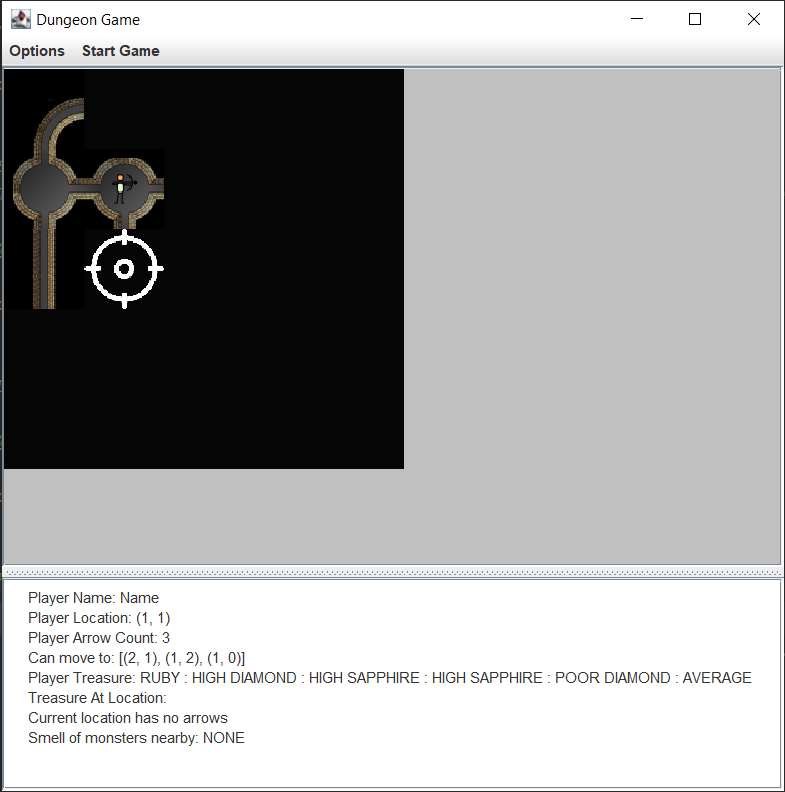 Dungeon Game
Options Start Game
Player Name: Name
Player Location: (1, 1)
Player Arrow Count: 3
Can move to: [(2, 1), (1, 2), (1, 0)]
Player Treasure: RUBY : HIGH DIAMOND : HIGH SAPPHIRE : HIGH SAPPHIRE : POOR DIAMOND : AVERAGE
Treasure At Location:
Current location has no arrows
Smell of monsters nearby: NONE